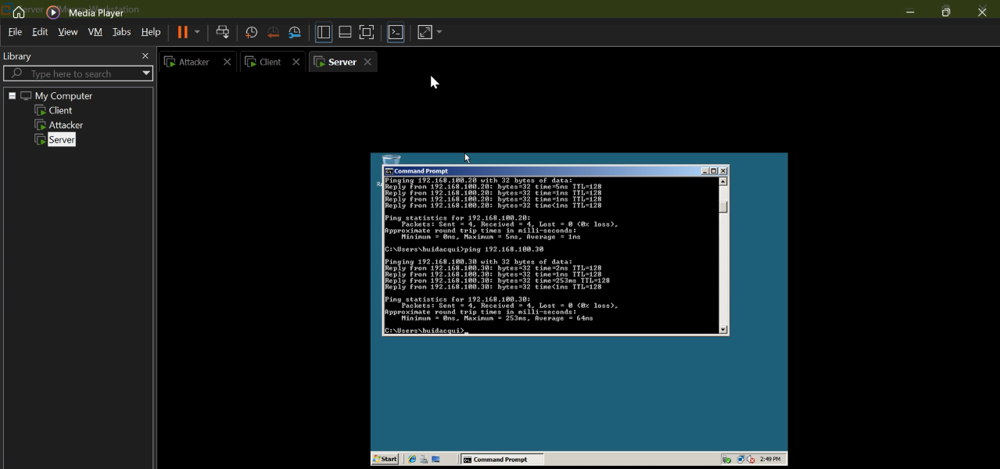 Media Player
File Edit View VM Tabs Help
Library
Type here to search
My Computer
Client
Attacker
Server
Attacker Client Server
Command Prompt
Pinging 192.168.100.20 with 32 bytes of data:
Reply from 192.168.100.20: bytes=32 time=5ms TTL=128
Reply from 192.168.100.20: bytes=32 time=1ms TTL=128
Reply from 192.168.100.20: bytes=32 time=1ms TTL=128
Reply from 192.168.100.20: bytes=32 time<1ms TTL=128
Ping statistics for 192.168.100.20:
Packets: Sent = 4, Received = 4, Lost = 0 (0% loss),
Approximate round trip times in milli-seconds:
Minimum = 0ms, Maximum = 5ms, Average = 1ms
C:\Users\buidacqui>ping 192.168.100.30
Pinging 192.168.100.30 with 32 bytes of data:
Reply from 192.168.100.30: bytes=32 time=2ms TTL=128
Reply from 192.168.100.30: bytes=32 time=1ms TTL=128
Reply from 192.168.100.30: bytes=32 time=253ms TTL=128
Reply from 192.168.100.30: bytes=32 time<1ms TTL=128
Ping statistics for 192.168.100.30:
Packets: Sent = 4, Received = 4, Lost = 0 (0% loss),
Approximate round trip times in milli-seconds:
Minimum = 0ms, Maximum = 253ms, Average = 64ms
C:\Users\buidacqui>_
Start Command Prompt 2:49 PM